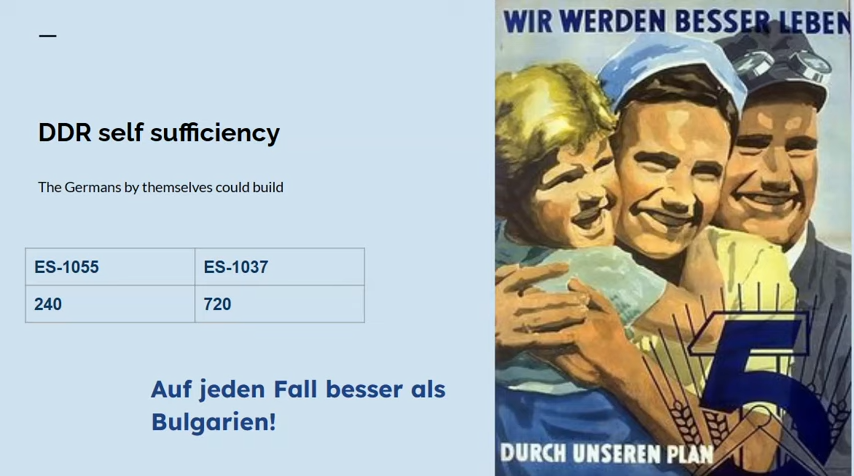 DDR self sufficiency
The Germans by themselves could build
ES-1055 ES-1037
240 720
Auf jeden Fall besser als
Bulgarien!
WIR WERDEN BESSER LEBEN
5
DURCH UNSEREN PLAN